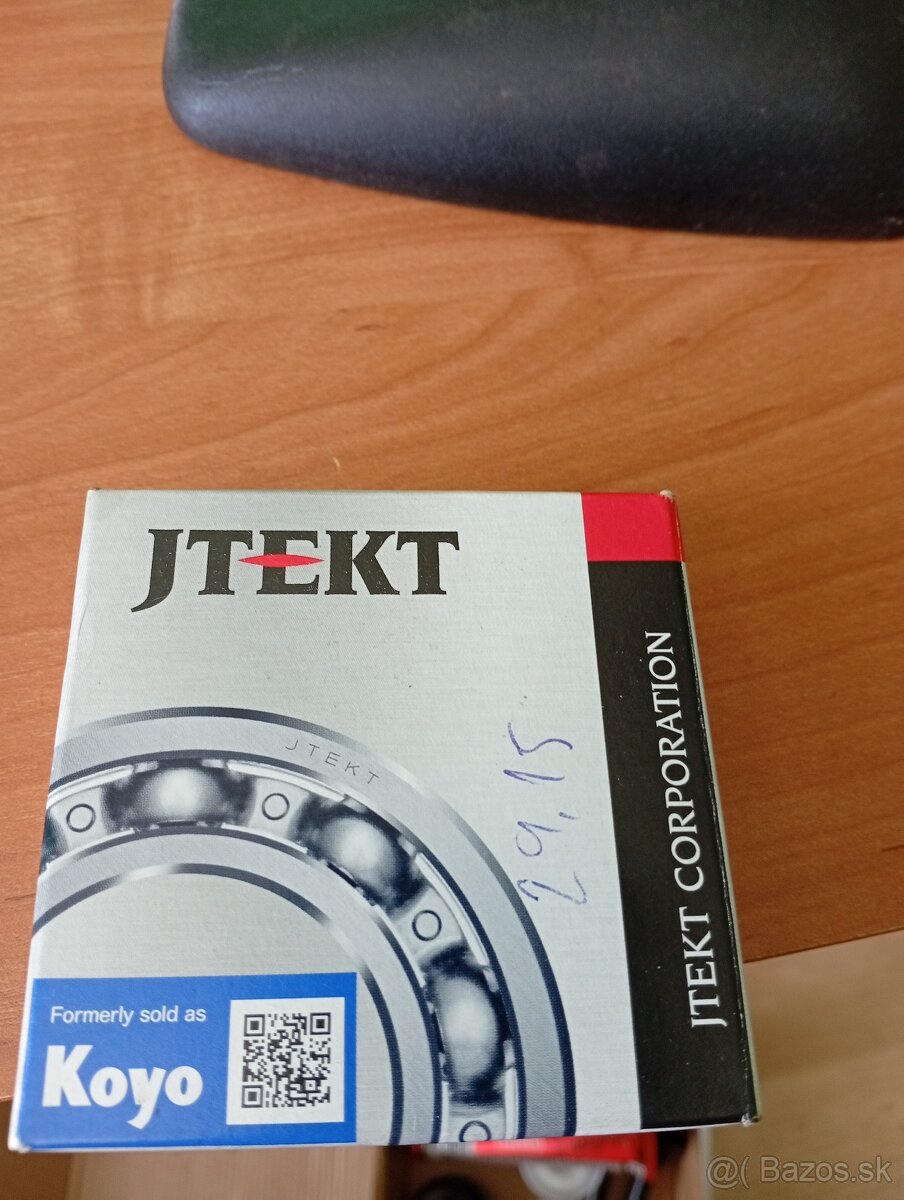 JTEKT
JTEKT CORPORATION
JTEKT
29,15
Formerly sold as
Koyo
@( Bazos.sk